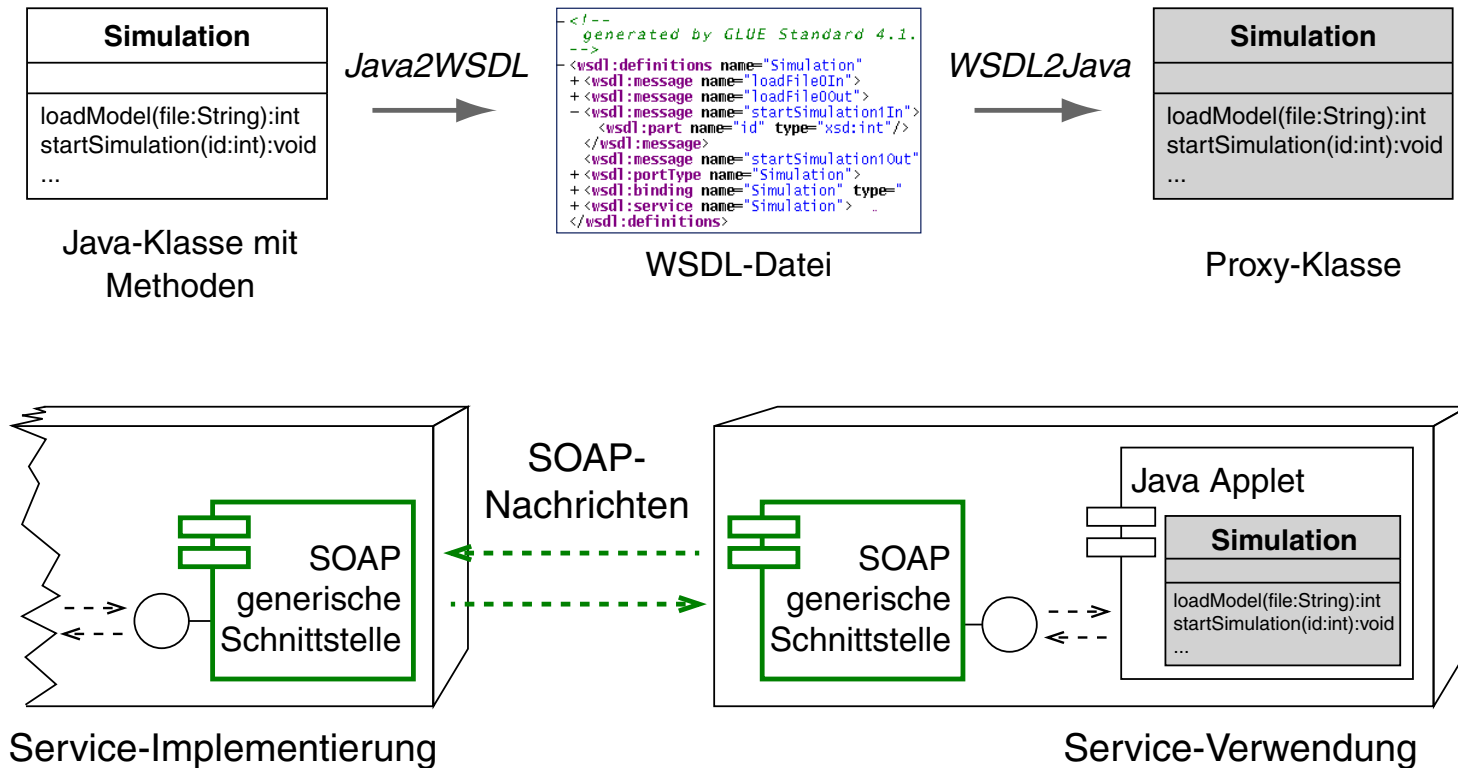 Simulation
loadModel(file:String):int
startSimulation(id:int):void
...
Java-Klasse mit
Methoden
Java2WSDL
<!--
generated by GLUE Standard 4.1.
-->
<wsdl:definitions name="Simulation"
+ <wsdl:message name="loadFile0In">
+ <wsdl:message name="loadFile0Out">
- <wsdl:message name="startSimulation1In">
<wsdl:part name="id" type="xsd:int"/>
</wsdl:message>
<wsdl:message name="startSimulation1Out"
+ <wsdl:portType name="Simulation">
+ <wsdl:binding name="Simulation" type="
+ <wsdl:service name="Simulation"> ..
</wsdl:definitions>
WSDL-Datei
WSDL2Java
Simulation
loadModel(file:String):int
startSimulation(id:int):void
...
Proxy-Klasse
SOAP
generische
Schnittstelle
Service-Implementierung
SOAP-
Nachrichten
SOAP
generische
Schnittstelle
Java Applet
Simulation
loadModel(file:String):int
startSimulation(id:int):void
...
Service-Verwendung